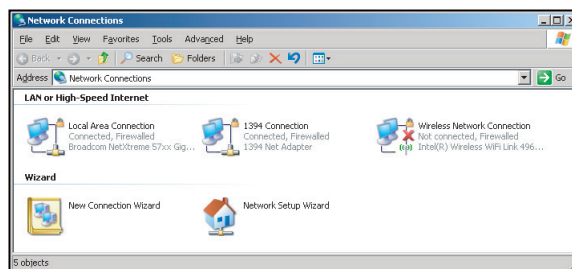 Network Connections
File Edit View Favorites Tools Advanced Help
Back Search Folders
Address Network Connections Go
LAN or High-Speed Internet
Local Area Connection
Connected, Firewalled
Broadcom NetXtreme 57xx Gig...
1394 Connection
Connected, Firewalled
1394 Net Adapter
Wireless Network Connection
Not connected, Firewalled
Intel(R) Wireless WiFi Link 496...
Wizard
New Connection Wizard
Network Setup Wizard
5 objects